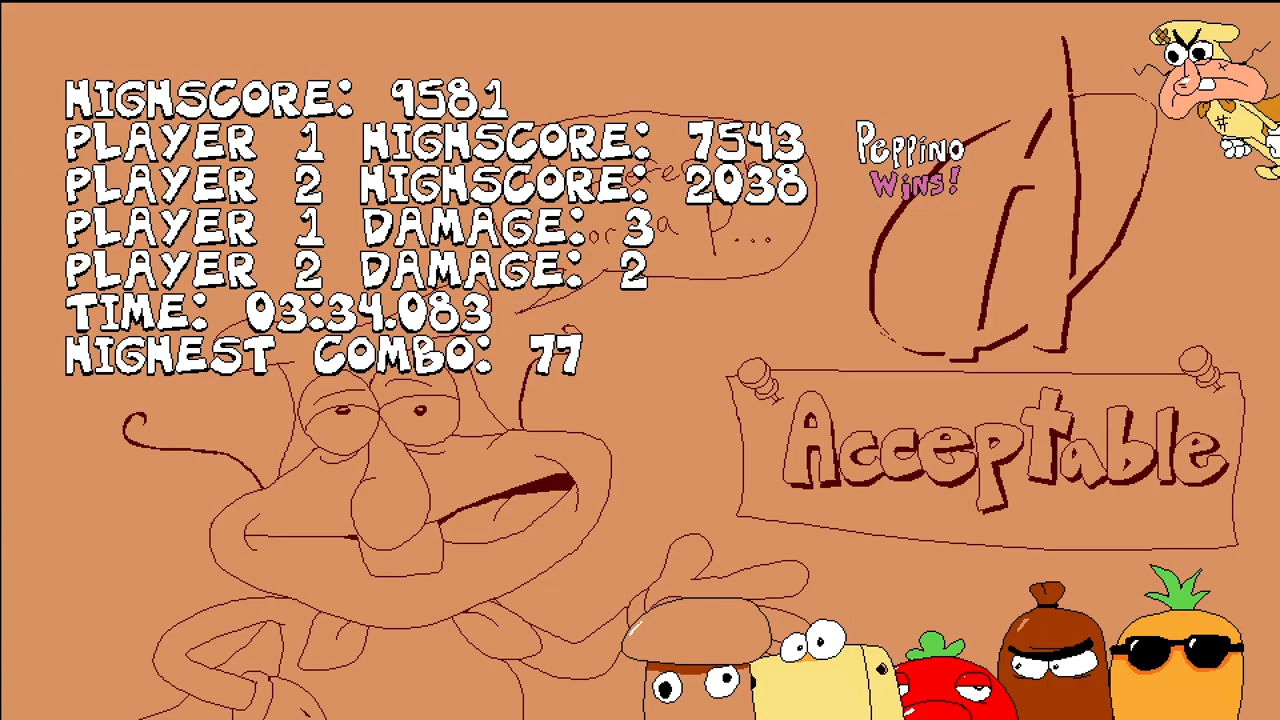 HIGHSCORE: 9581
PLAYER 1 HIGHSCORE: 7543
PLAYER 2 HIGHSCORE: 2038
PLAYER 1 DAMAGE: 3
PLAYER 2 DAMAGE: 2
TIME: 03:34.083
HIGHEST COMBO: 77
Peppino
Wins!
or a P...
Acceptable